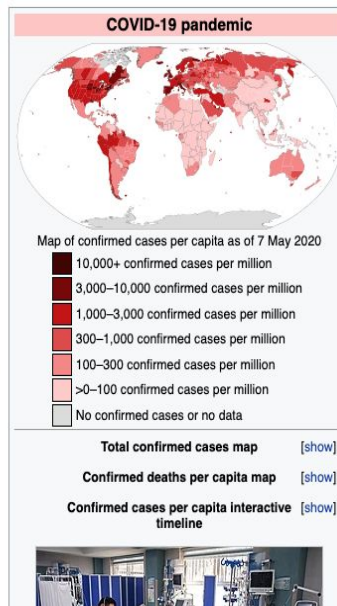 COVID-19 pandemic
Map of confirmed cases per capita as of 7 May 2020
10,000+ confirmed cases per million
3,000–10,000 confirmed cases per million
1,000–3,000 confirmed cases per million
300–1,000 confirmed cases per million
100–300 confirmed cases per million
>0–100 confirmed cases per million
No confirmed cases or no data
Total confirmed cases map [show]
Confirmed deaths per capita map [show]
Confirmed cases per capita interactive [show]
timeline